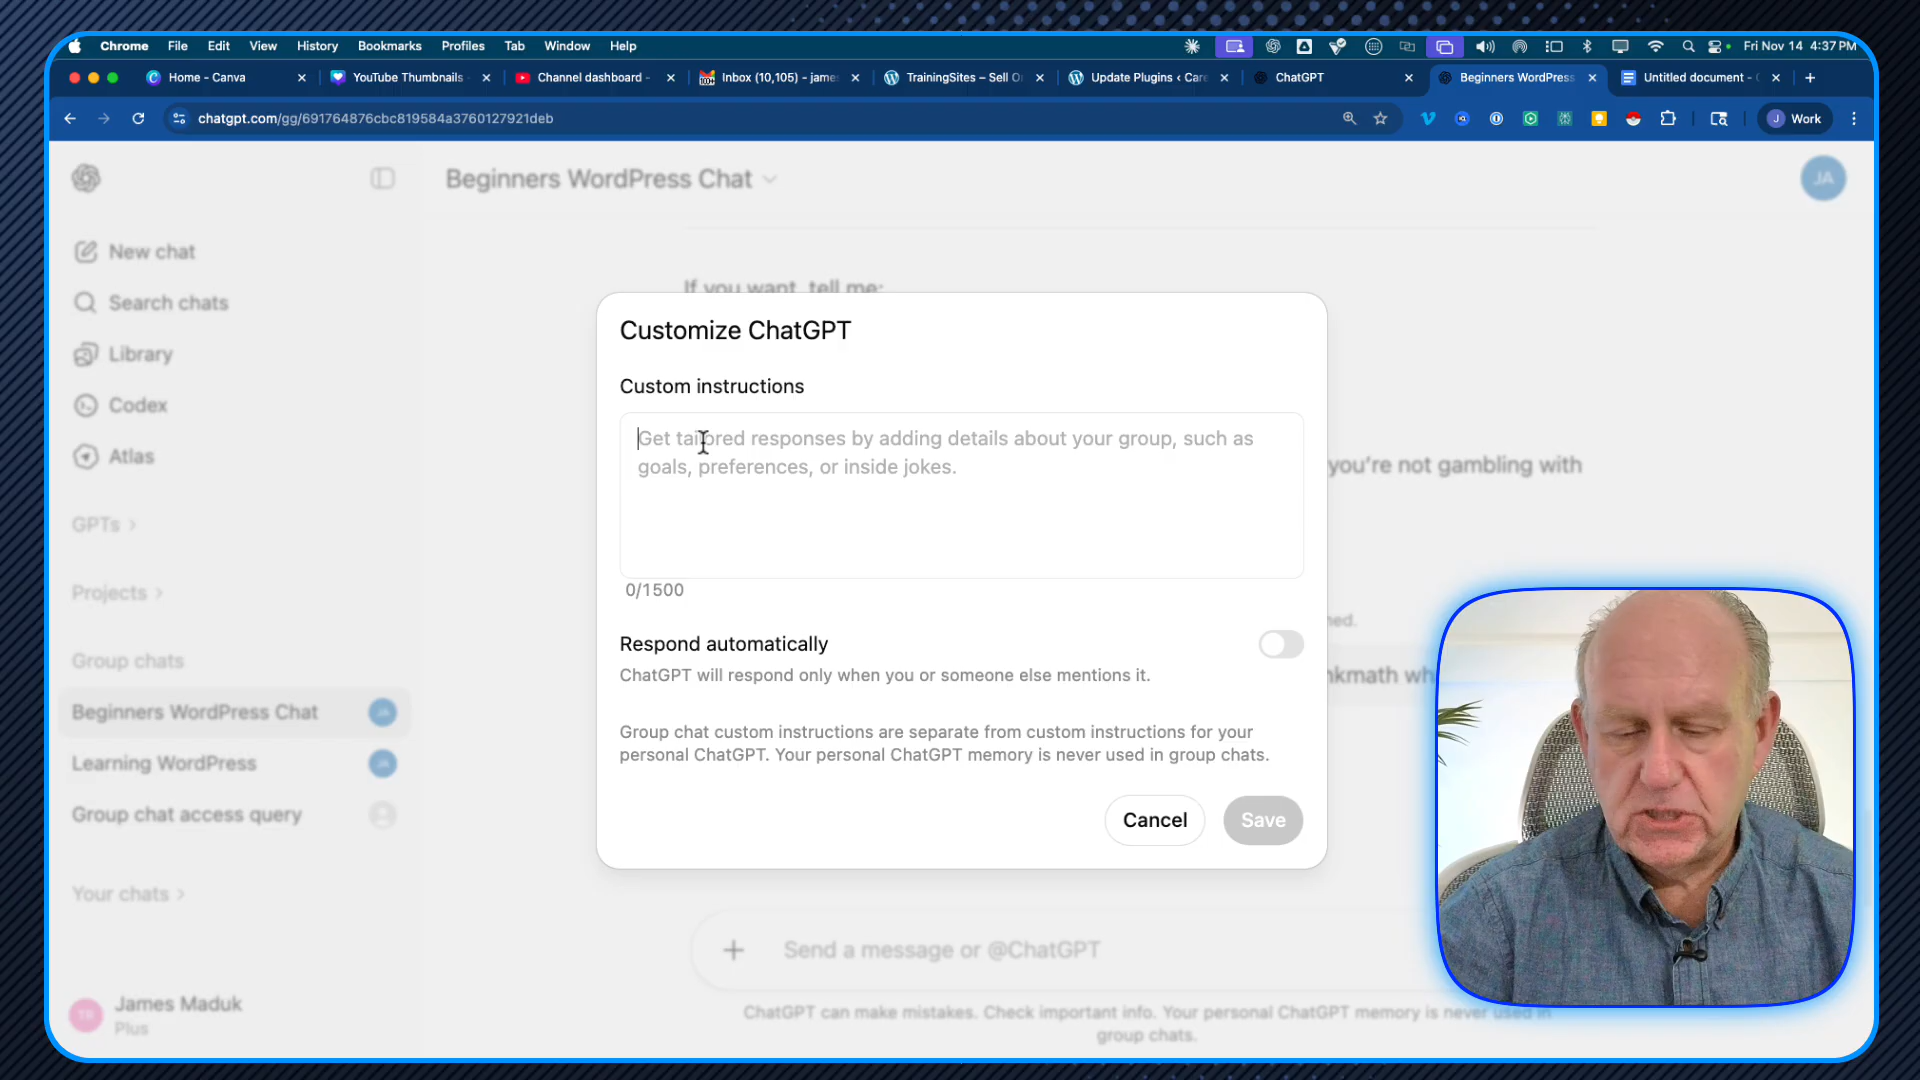 Chrome File Edit View History Bookmarks Profiles Tab Window Help
Fri Nov 14 4:37 PM
Home - Canva
YouTube Thumbnails
Channel dashboard -
Inbox (10,105) - jame
TrainingSites – Sell O
Update Plugins ‹ Care
ChatGPT
Beginners WordPress
Untitled document -
chatgpt.com/gg/691764876cbc819584a3760127921deb
J Work
Beginners WordPress Chat
JA
New chat
Search chats
Library
Codex
Atlas
GPTs
Projects
Group chats
Beginners WordPress Chat
Learning WordPress
Group chat access query
Your chats
James Maduk
Plus
If you want, tell me:
you're not gambling with
Customize ChatGPT
Custom instructions
Get tailored responses by adding details about your group, such as
goals, preferences, or inside jokes.
0/1500
Respond automatically
ChatGPT will respond only when you or someone else mentions it.
Group chat custom instructions are separate from custom instructions for your
personal ChatGPT. Your personal ChatGPT memory is never used in group chats.
Cancel Save
Send a message or @ChatGPT
ChatGPT can make mistakes. Check important info. Your personal ChatGPT memory is never used in
group chats.